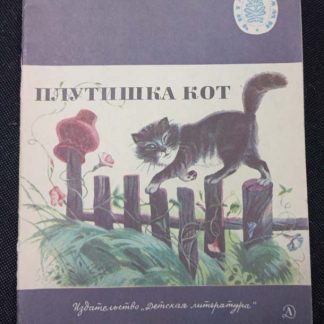 ПЛУТИШКА КОТ
Издательство „Детская литература"
Д